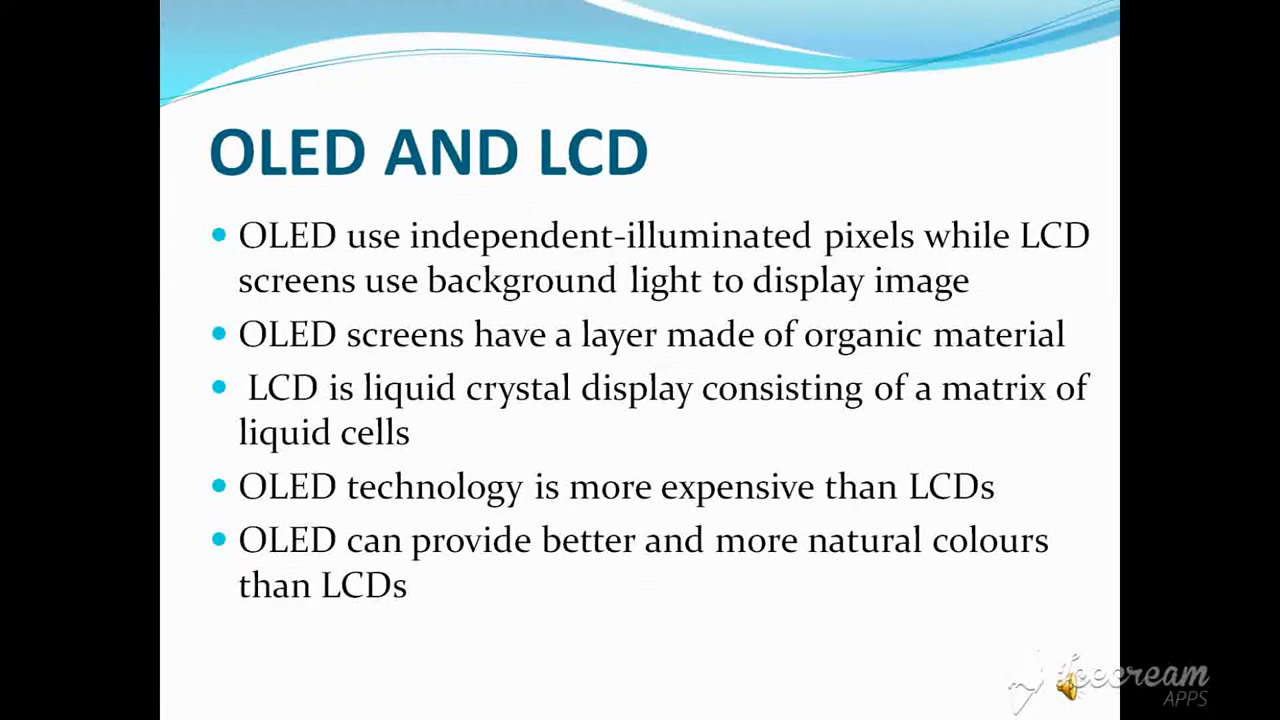 OLED AND LCD
OLED use independent-illuminated pixels while LCD
screens use background light to display image
OLED screens have a layer made of organic material
LCD is liquid crystal display consisting of a matrix of
liquid cells
OLED technology is more expensive than LCDs
OLED can provide better and more natural colours
than LCDs
Icecream
APPS